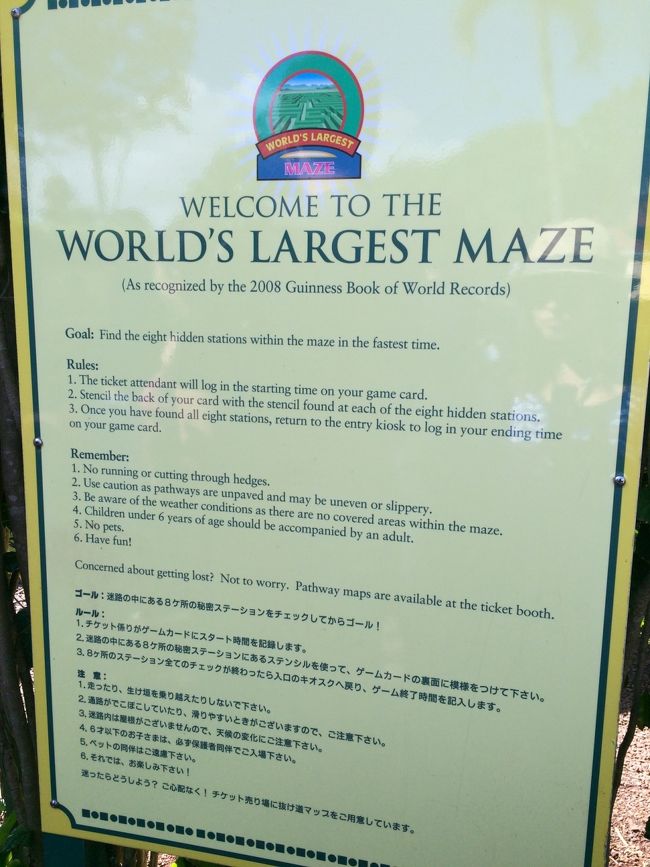 WORLD'S LARGEST
MAZE
WELCOME TO THE
WORLD'S LARGEST MAZE
(As recognized by the 2008 Guinness Book of World Records)
Goal: Find the eight hidden stations within the maze in the fastest time.
Rules:
1. The ticket attendant will log in the starting time on your game card.
2. Stencil the back of your card with the stencil found at each of the eight hidden stations.
3. Once you have found all eight stations, return to the entry kiosk to log in your ending time
on your game card.
Remember:
1. No running or cutting through hedges.
2. Use caution as pathways are unpaved and may be uneven or slippery.
3. Be aware of the weather conditions as there are no covered areas within the maze.
4. Children under 6 years of age should be accompanied by an adult.
5. No pets.
6. Have fun!
Concerned about getting lost? Not to worry. Pathway maps are available at the ticket booth.
ゴール：迷路の中にある8ケ所の秘密ステーションをチェックしてからゴール！
ルール：
1. チケット係りがゲームカードにスタート時間を記録します。
2. 迷路の中にある8ケ所の秘密ステーションにあるステンシルを使って、ゲームカードの裏面に模様をつけて下さい。
3. 8ヶ所のステーション全てのチェックが終わったら入口のキオスクへ戻り、ゲーム終了時間を記入します。
注　意：
1. 走ったり、生け垣を乗り越えたりしないで下さい。
2. 通路がでこぼこしていたり、滑りやすいときがございますので、ご注意下さい。
3. 迷路内は屋根がございませんので、天候の変化にご注意下さい。
4. 6才以下のお子さまは、必ず保護者同伴でご入場下さい。
5. ペットの同伴はご遠慮下さい。
6. それでは、お楽しみ下さい！
迷ったらどうしよう？ ご心配なく！ チケット売り場に抜け道マップをご用意しています。